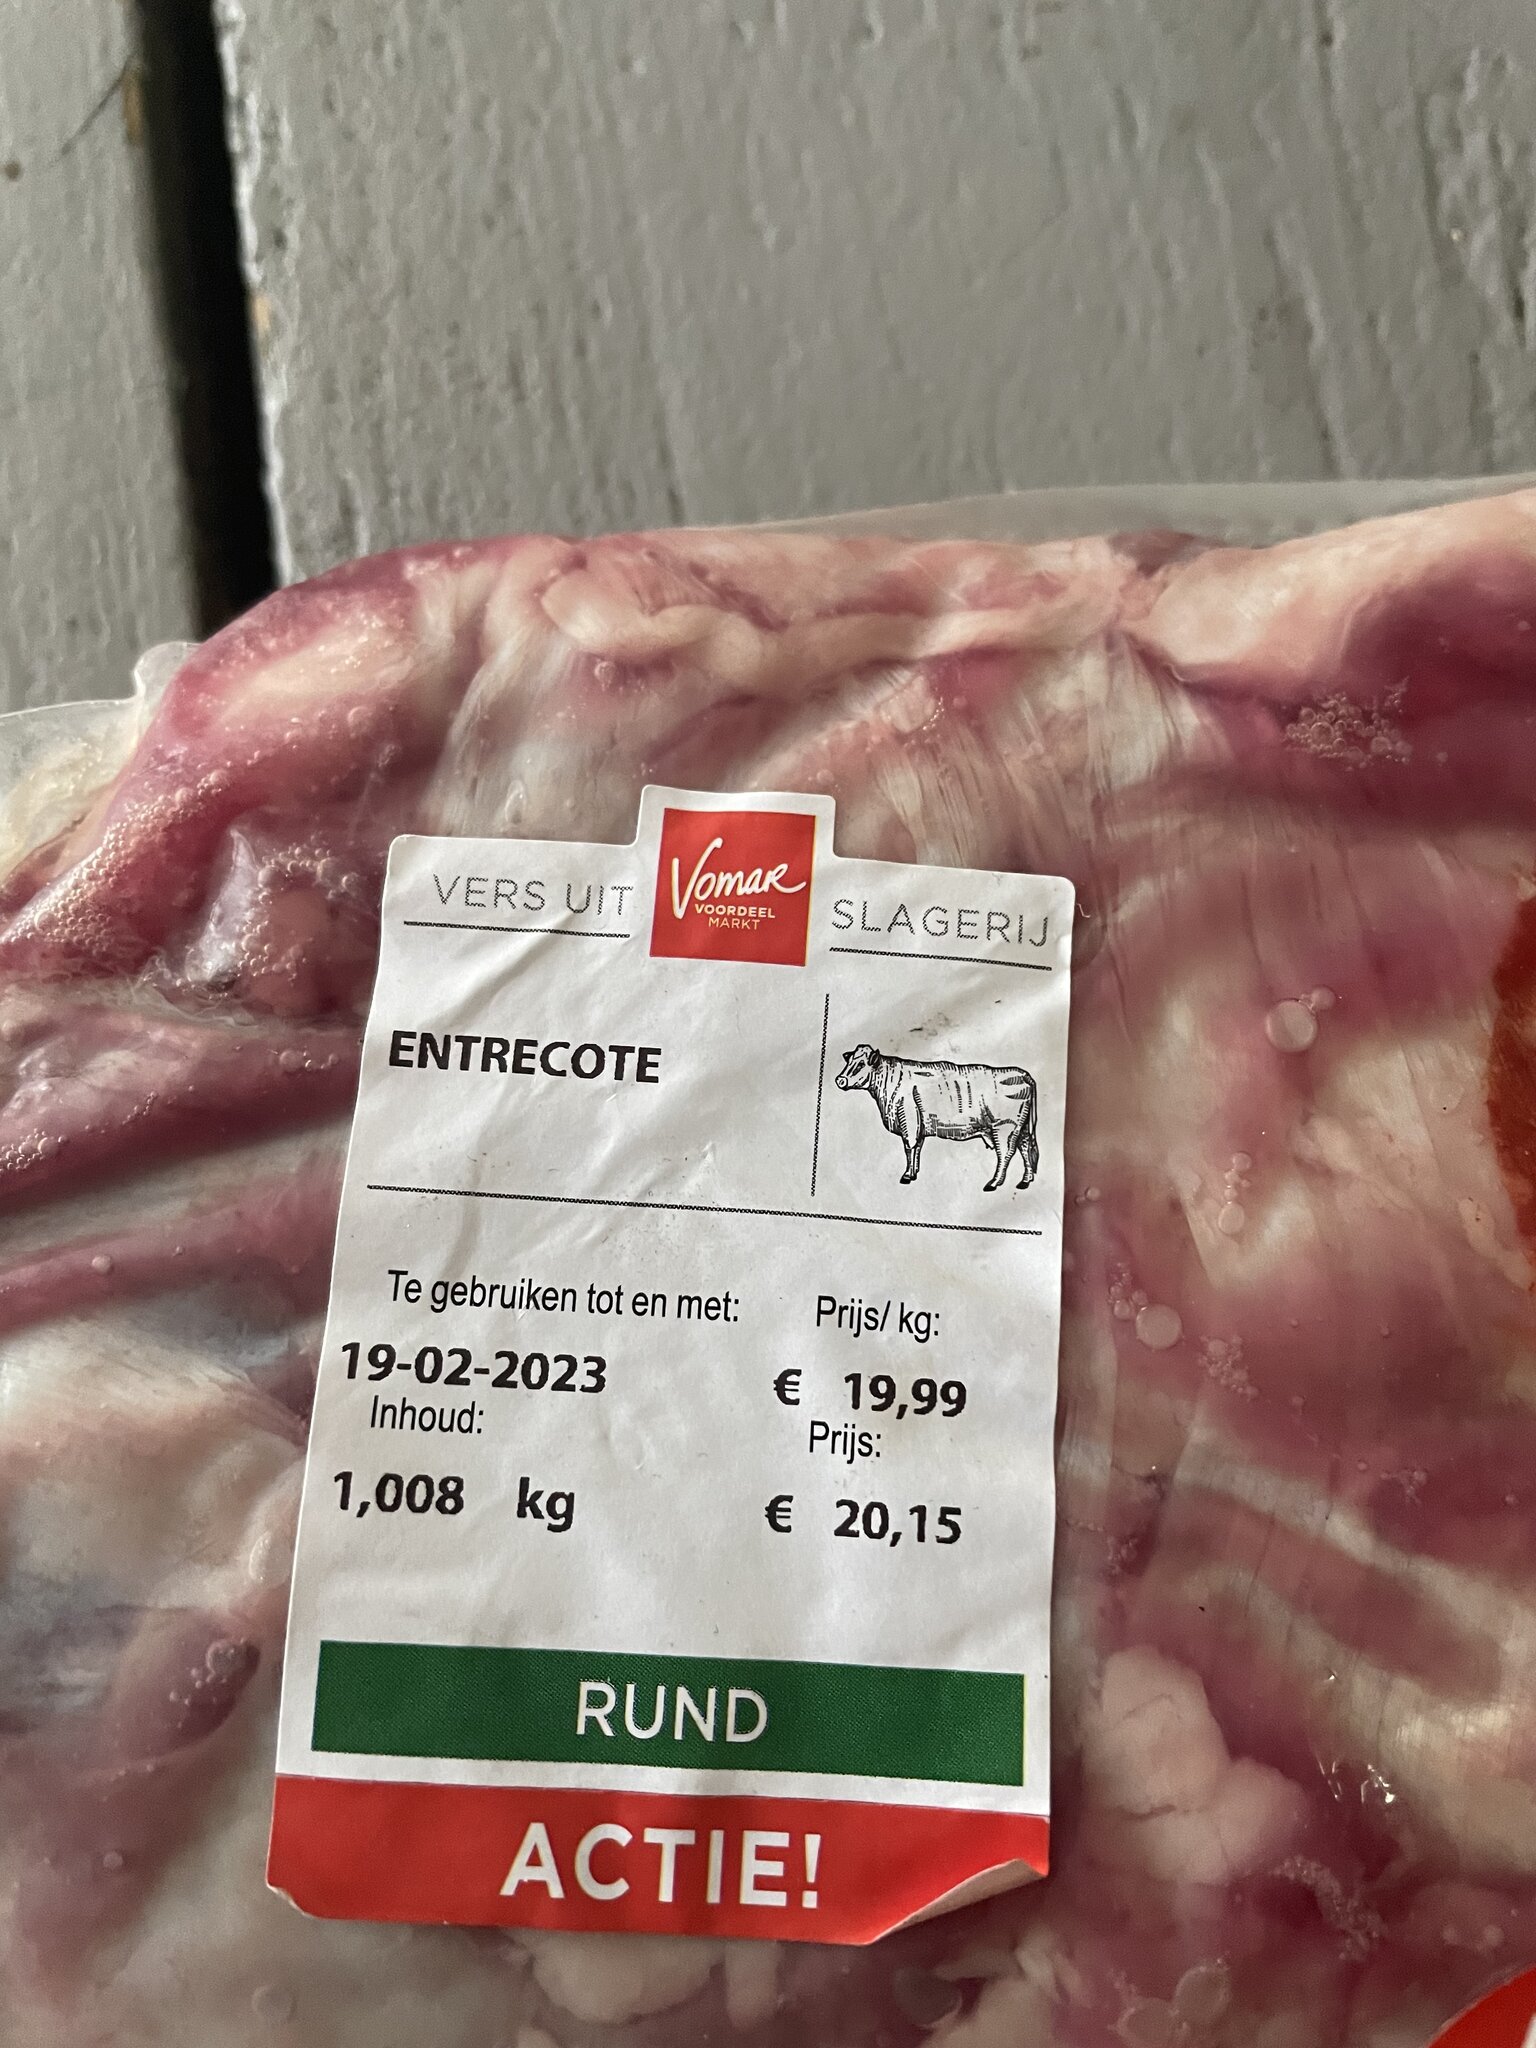 VERS UIT
Vomar
VOORDEEL
MARKT
SLAGERIJ
ENTRECOTE
Te gebruiken tot en met:
19-02-2023
Prijs/ kg:
€ 19,99
Inhoud:
1,008 kg
Prijs:
€ 20,15
RUND
ACTIE!